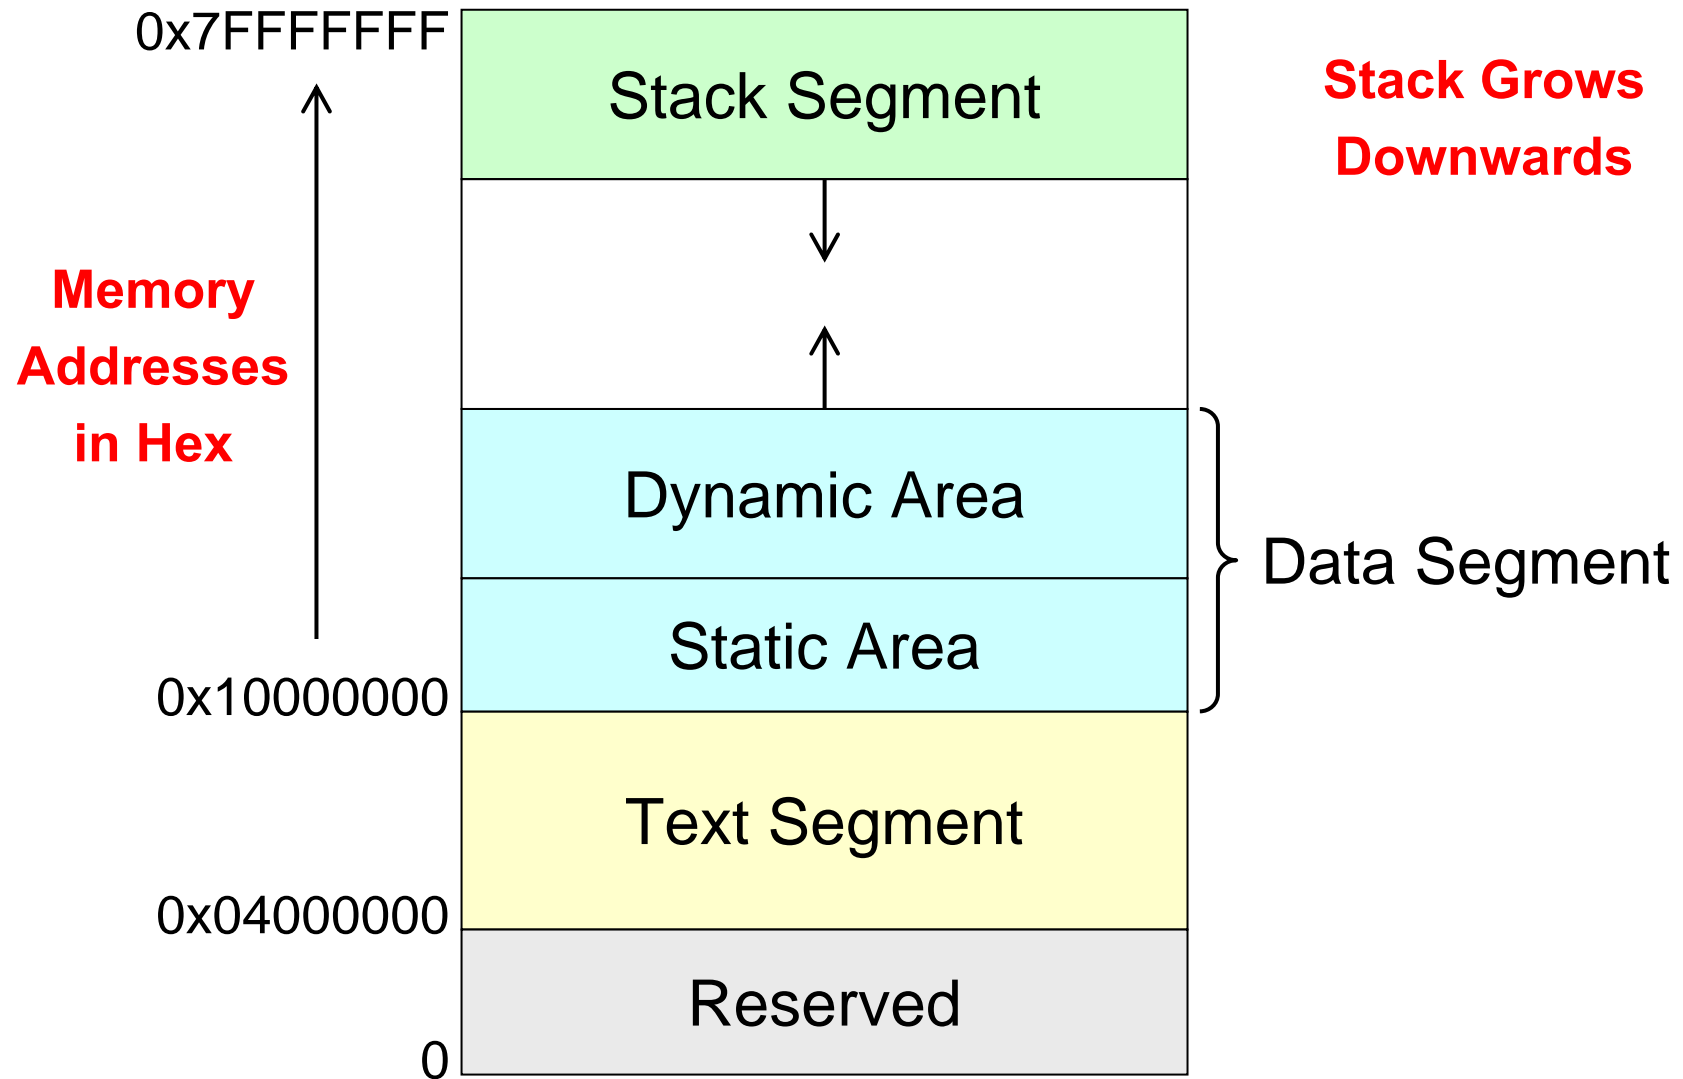 0x7FFFFFFF
Stack Segment
Stack Grows
Downwards
Memory
Addresses
in Hex
Dynamic Area
Data Segment
Static Area
0x10000000
Text Segment
0x04000000
Reserved
0